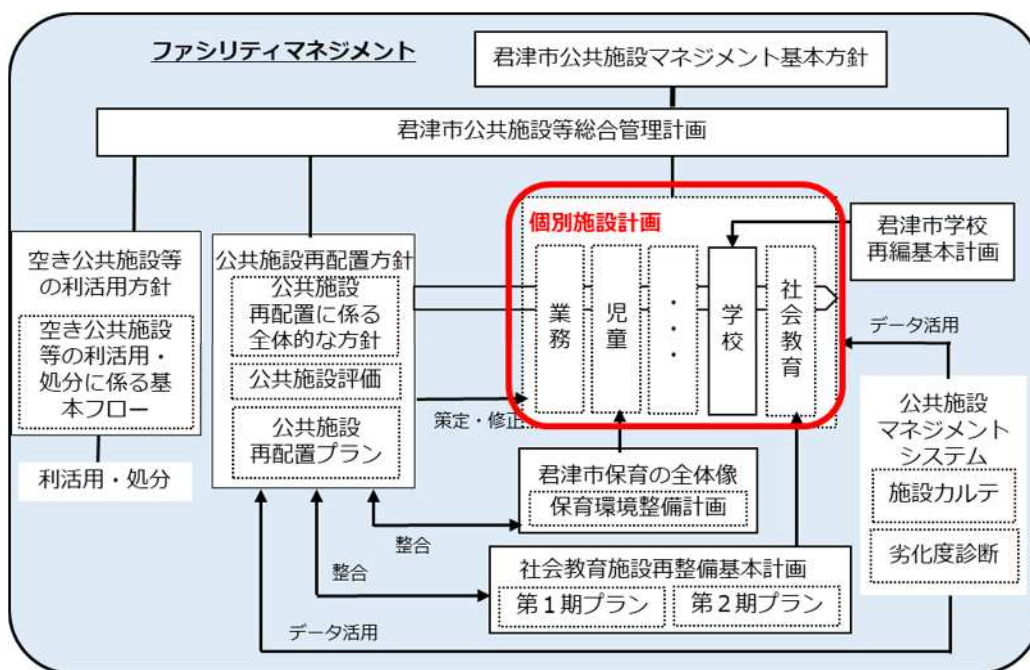 ファシリティマネジメント
君津市公共施設マネジメント基本方針
君津市公共施設等総合管理計画
空き公共施設等
の利活用方針
空き公共施設
等の利活用・
処分に係る基
本フロー
利活用・処分
公共施設再配置方針
公共施設
再配置に係る
全体的な方針
公共施設評価
公共施設
再配置プラン
策定・修正
個別施設計画
業務
児童
・・・
学校
社会教育
君津市学校
再編基本計画
データ活用
公共施設
マネジメント
システム
施設カルテ
劣化度診断
君津市保育の全体像
保育環境整備計画
整合
社会教育施設再整備基本計画
第1期プラン
第2期プラン
整合
データ活用